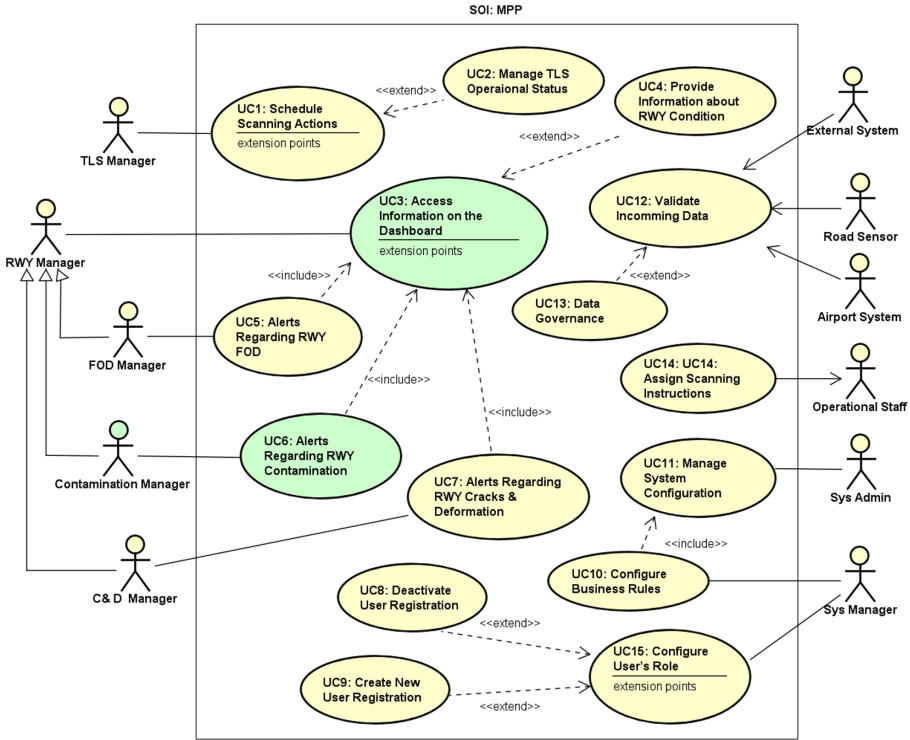 SOI: MPP
UC1: Schedule
Scanning Actions
extension points
<<extend>>
UC2: Manage TLS
Operaional Status
UC4: Provide
Information about
RWY Condition
<<extend>>
External System
TLS Manager
UC3: Access
Information on the
Dashboard
extension points
UC12: Validate
Incomming Data
Road Sensor
RWY Manager
<<include>>
<<extend>>
UC13: Data
Governance
Airport System
UC5: Alerts
Regarding RWY
FOD
FOD Manager
<<include>>
UC14: UC14:
Assign Scanning
Instructions
Operational Staff
<<include>>
UC6: Alerts
Regarding RWY
Contamination
Contamination Manager
UC7: Alerts Regarding
RWY Cracks &
Deformation
UC11: Manage
System
Configuration
Sys Admin
<<include>>
C& D  Manager
UC10: Configure
Business Rules
Sys Manager
UC8: Deactivate
User Registration
<<extend>>
UC15: Configure
User's Role
extension points
UC9: Create New
User Registration
<<extend>>